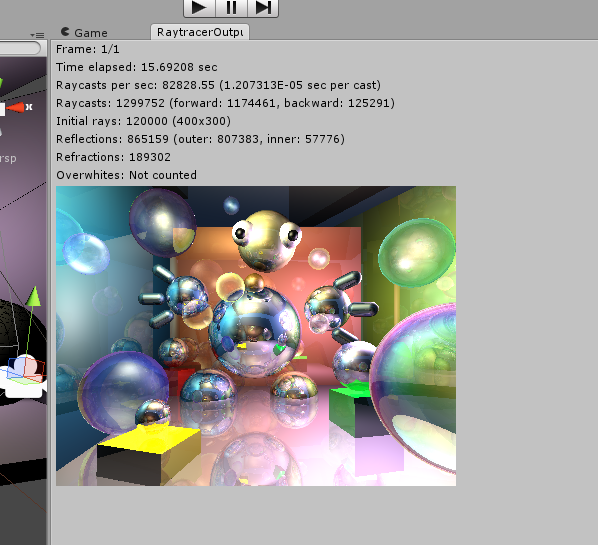 Game
RaytracerOutpu
Frame: 1/1
Time elapsed: 15.69208 sec
Raycasts per sec: 82828.55 (1.207313E-05 sec per cast)
Raycasts: 1299752 (forward: 1174461, backward: 125291)
x
Initial rays: 120000 (400x300)
Reflections: 865159 (outer: 807383, inner: 57776)
rsp
Refractions: 189302
Overwhites: Not counted